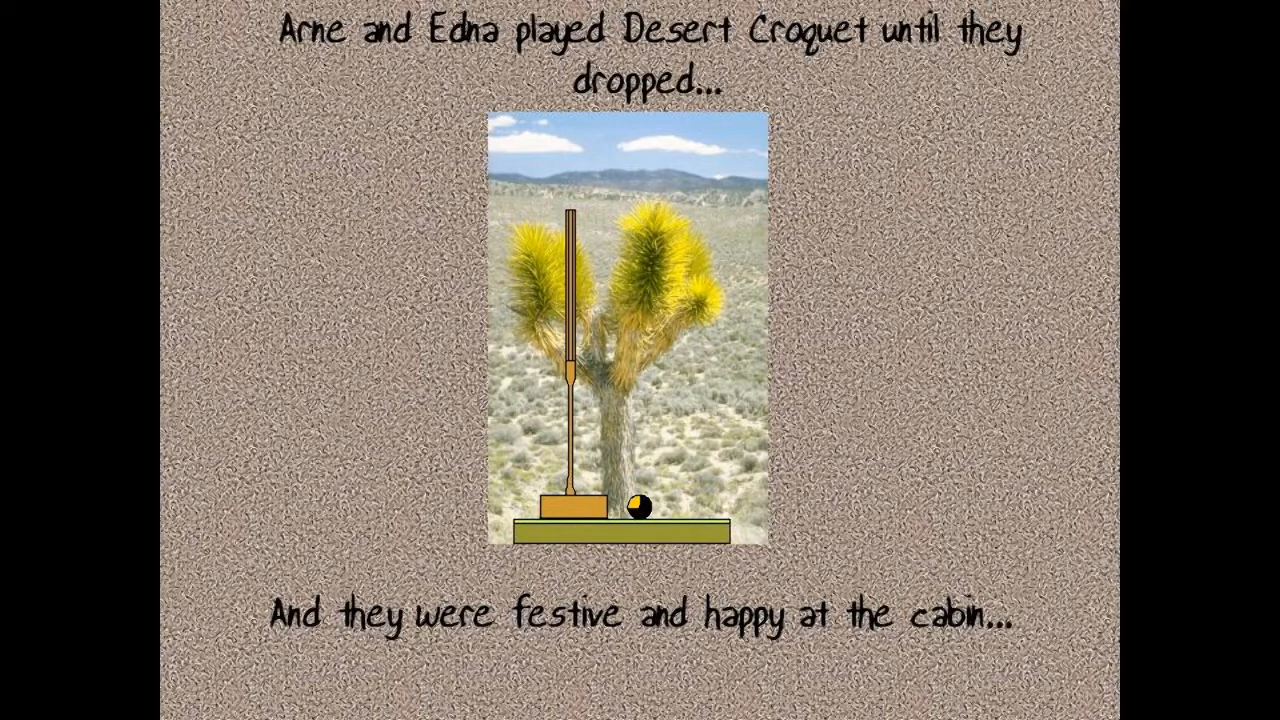 Arne and Edna played Desert Croquet until they
dropped...
And they were festive and happy at the cabin...